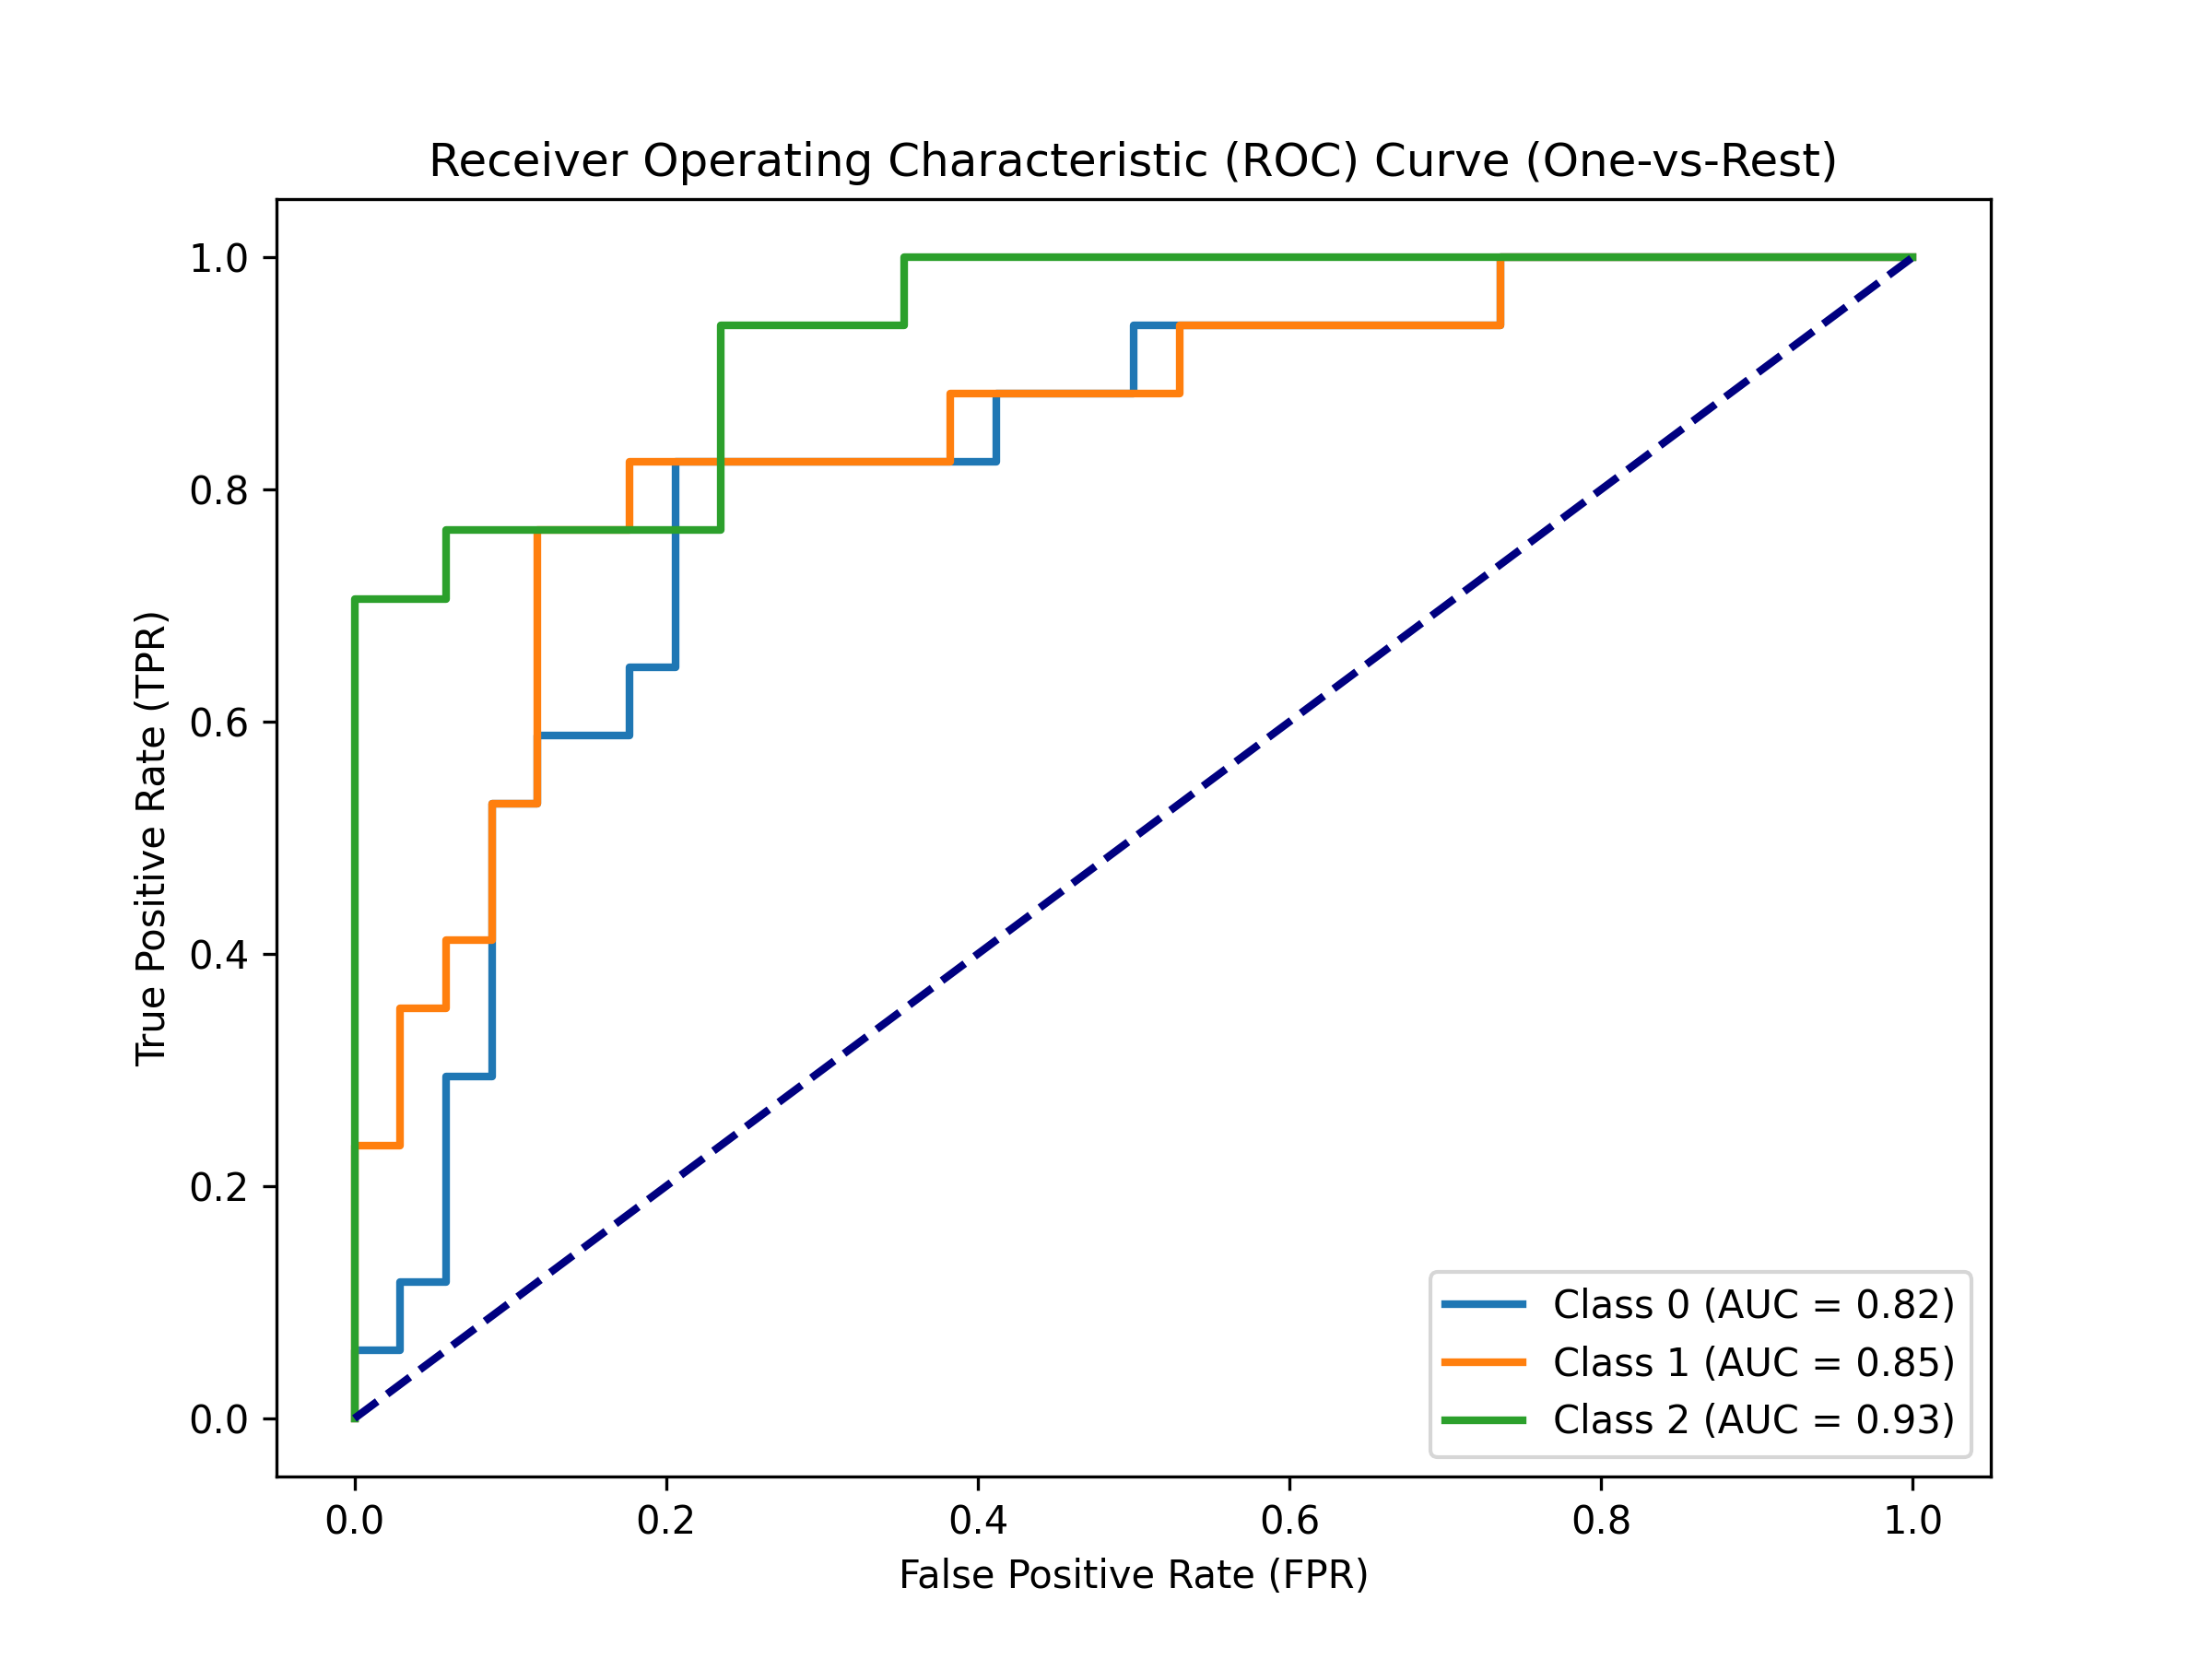 Receiver Operating Characteristic (ROC) Curve (One-vs-Rest)
1.0
0.8
0.6
0.4
0.2
0.0
True Positive Rate (TPR)
Class 0 (AUC = 0.82)
Class 1 (AUC = 0.85)
Class 2 (AUC = 0.93)
0.0 0.2 0.4 0.6 0.8 1.0
False Positive Rate (FPR)